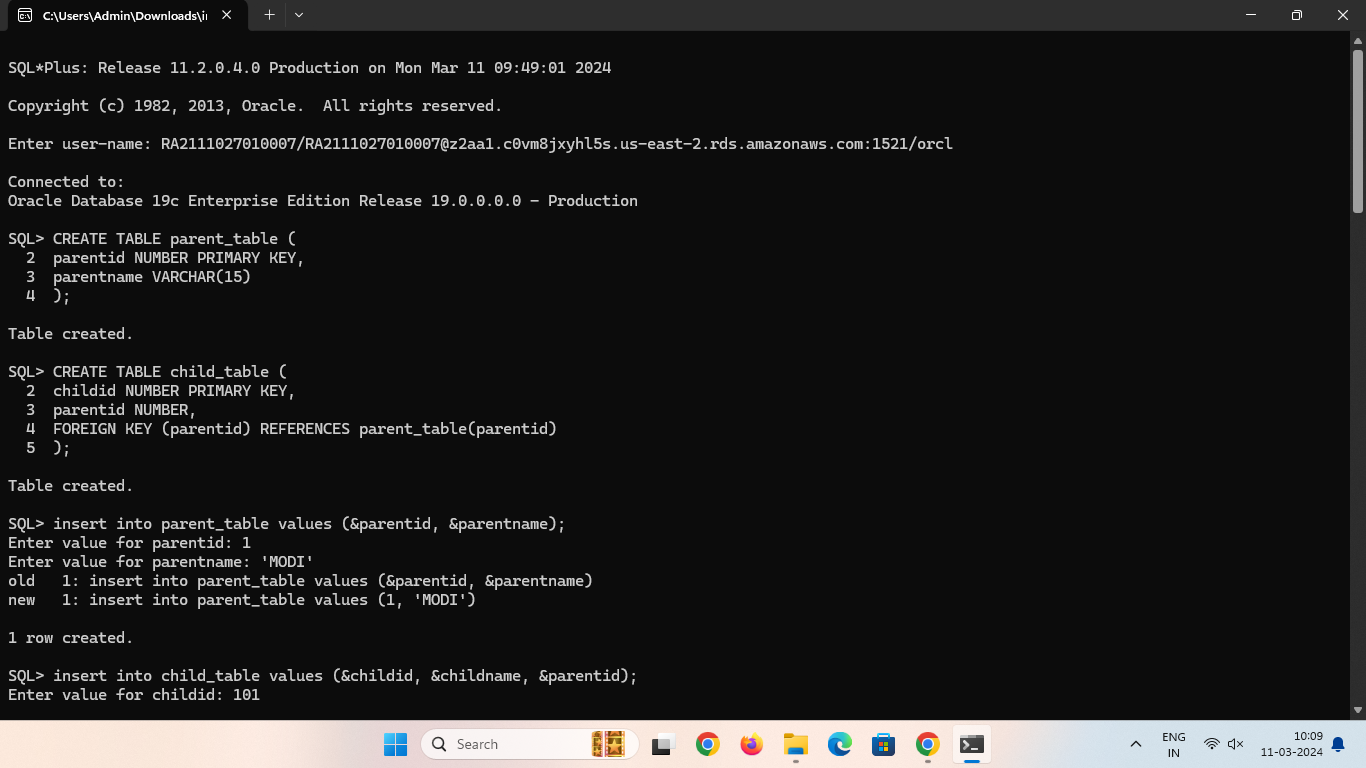 C:\Users\Admin\Downloads\i
SQL*Plus: Release 11.2.0.4.0 Production on Mon Mar 11 09:49:01 2024
Copyright (c) 1982, 2013, Oracle.  All rights reserved.
Enter user-name: RA2111027010007/RA2111027010007@z2aa1.c0vm8jxyhl5s.us-east-2.rds.amazonaws.com:1521/orcl
Connected to:
Oracle Database 19c Enterprise Edition Release 19.0.0.0.0 - Production
SQL> CREATE TABLE parent_table (
  2  parentid NUMBER PRIMARY KEY,
  3  parentname VARCHAR(15)
  4  );
Table created.
SQL> CREATE TABLE child_table (
  2  childid NUMBER PRIMARY KEY,
  3  parentid NUMBER,
  4  FOREIGN KEY (parentid) REFERENCES parent_table(parentid)
  5  );
Table created.
SQL> insert into parent_table values (&parentid, &parentname);
Enter value for parentid: 1
Enter value for parentname: 'MODI'
old   1: insert into parent_table values (&parentid, &parentname)
new   1: insert into parent_table values (1, 'MODI')
1 row created.
SQL> insert into child_table values (&childid, &childname, &parentid);
Enter value for childid: 101
Search
ENG
IN
10:09
11-03-2024